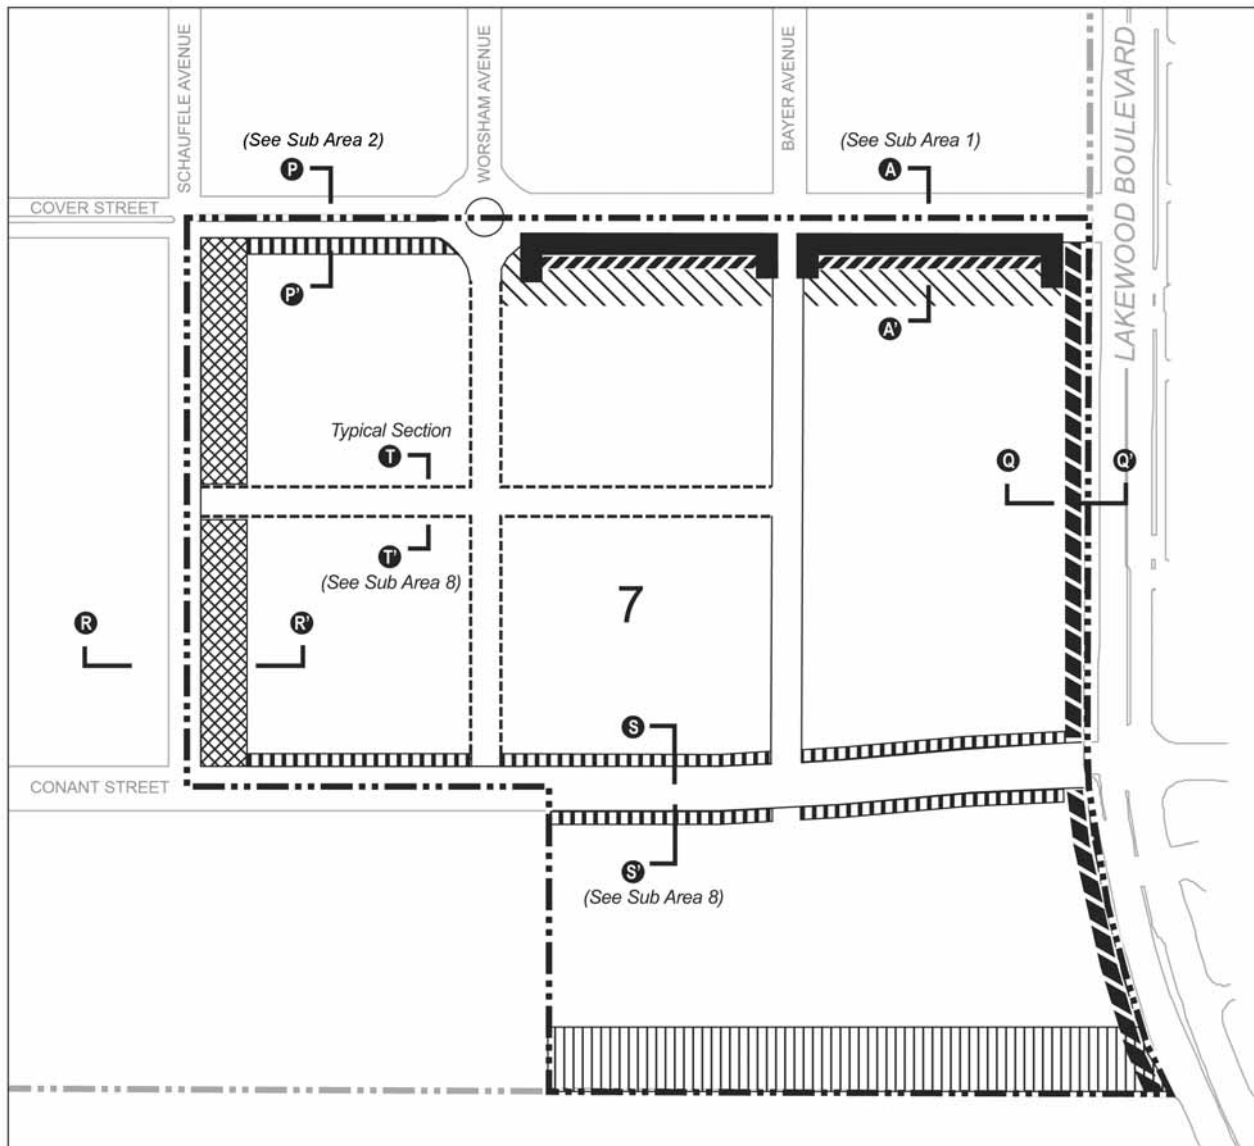 SCHAUFELE AVENUE
WORSHAM AVENUE
BAYER AVENUE
LAKEWOOD BOULEVARD
(See Sub Area 2)
(See Sub Area 1)
P
A
COVER STREET
P'
A'
Typical Section
T
Q
Q'
T'
(See Sub Area 8)
7
R
R'
S
CONANT STREET
S'
(See Sub Area 8)